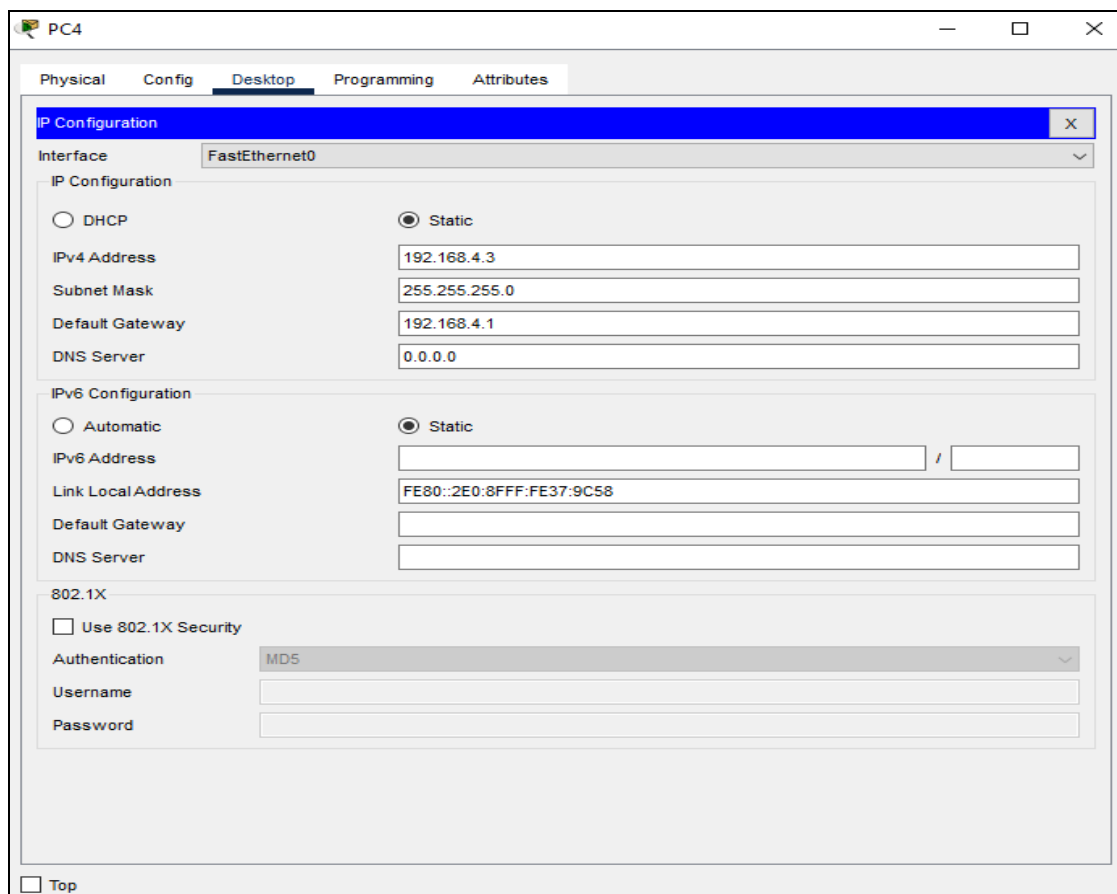 PC4
Physical Config Desktop Programming Attributes
IP Configuration X
Interface FastEthernet0
IP Configuration
DHCP Static
IPv4 Address 192.168.4.3
Subnet Mask 255.255.255.0
Default Gateway 192.168.4.1
DNS Server 0.0.0.0
IPv6 Configuration
Automatic Static
IPv6 Address /
Link Local Address FE80::2E0:8FFF:FE37:9C58
Default Gateway
DNS Server
802.1X
Use 802.1X Security
Authentication MD5
Username
Password
Top